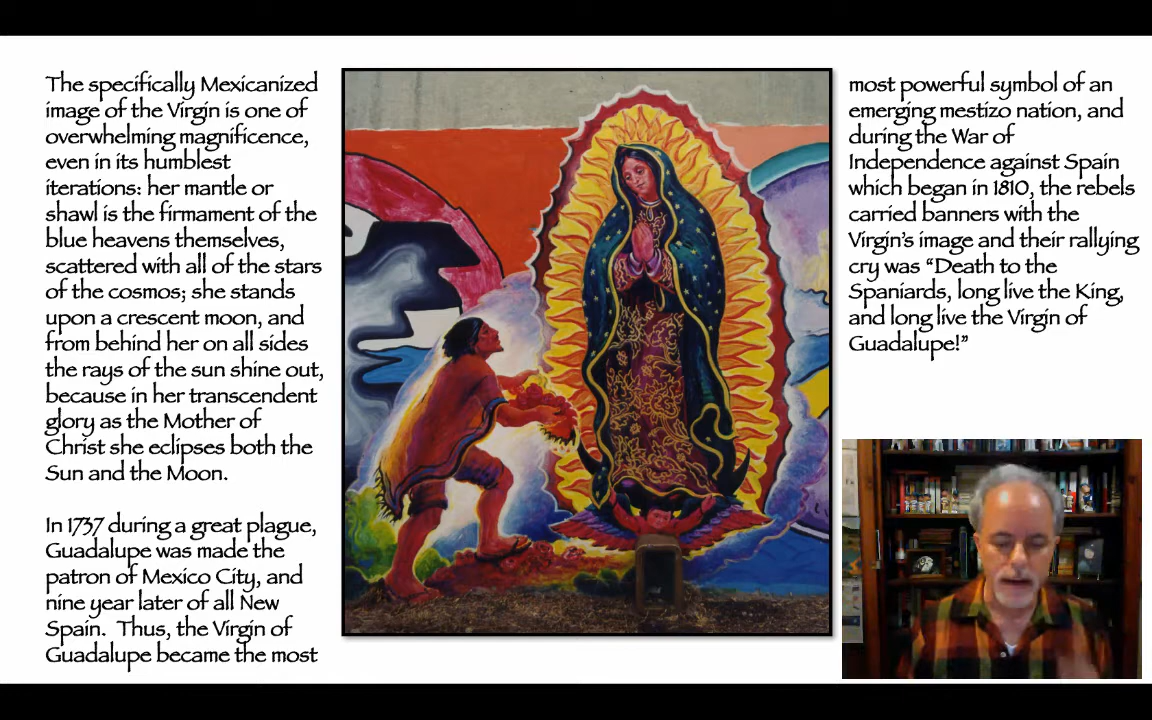 The specifically Mexicanized
image of the Virgin is one of
overwhelming magnificence,
even in its humblest
iterations: her mantle or
shawl is the firmament of the
blue heavens themselves,
scattered with all of the stars
of the cosmos; she stands
upon a crescent moon, and
from behind her on all sides
the rays of the sun shine out,
because in her transcendent
glory as the Mother of
Christ she eclipses both the
Sun and the Moon.
In 1737 during a great plague,
Guadalupe was made the
patron of Mexico City, and
nine year later of all New
Spain. Thus, the Virgin of
Guadalupe became the most
most powerful symbol of an
emerging mestizo nation, and
during the War of
Independence against Spain
which began in 1810, the rebels
carried banners with the
Virgin's image and their rallying
cry was “Death to the
Spaniards, long live the King,
and long live the Virgin of
Guadalupe!”